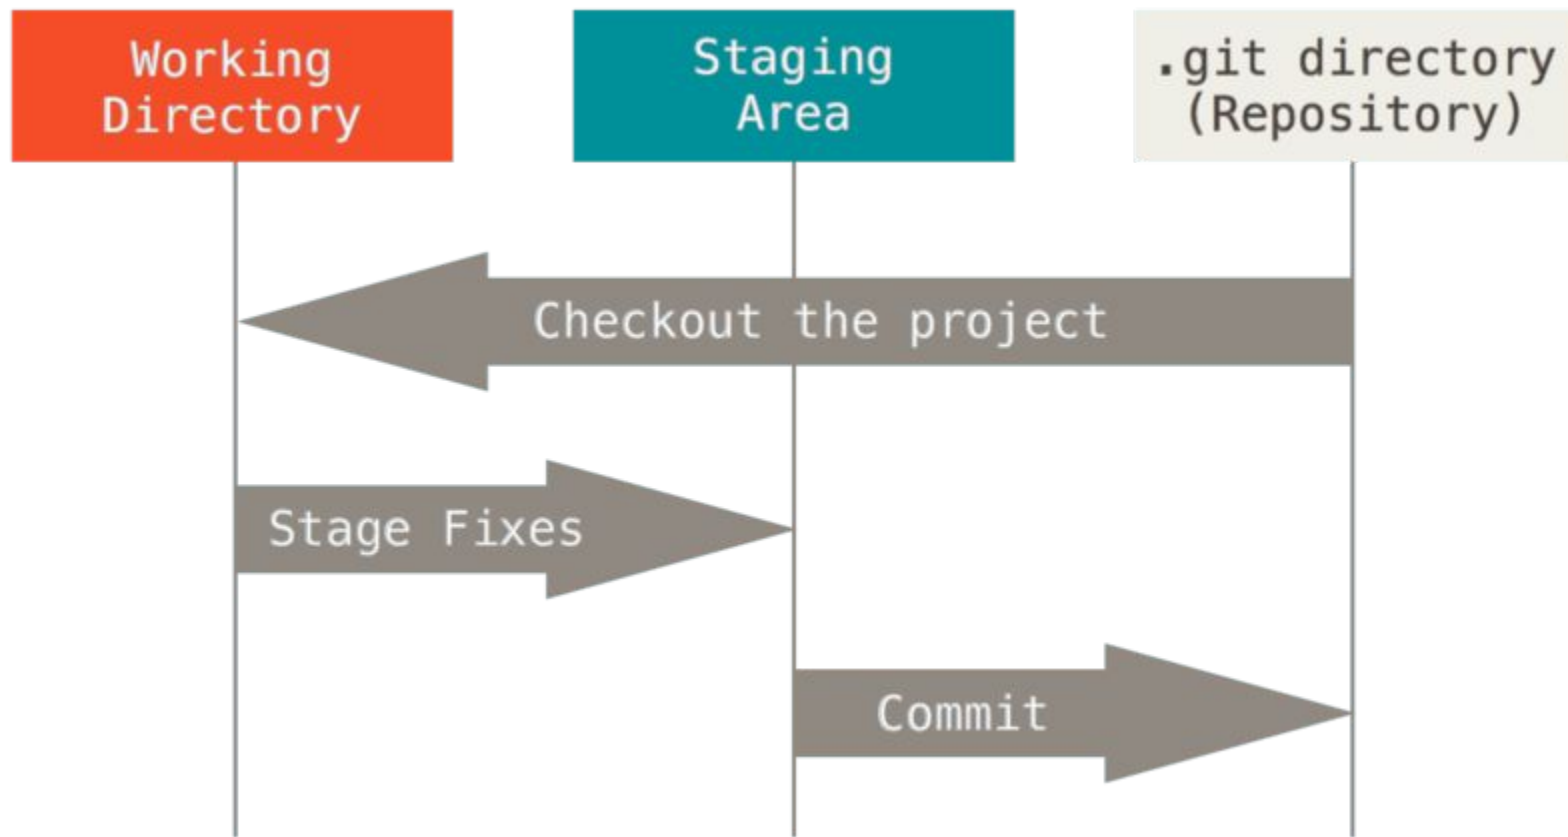 Working
Directory
Staging
Area
.git directory
(Repository)
Checkout the project
Stage Fixes
Commit